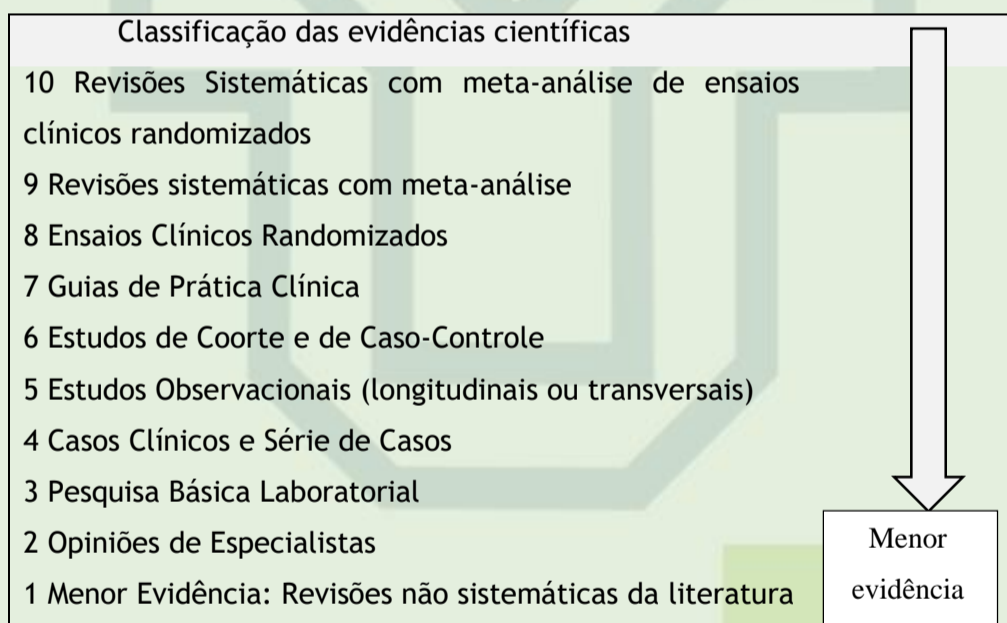 Classificação das evidências científicas
10 Revisões Sistemáticas com meta-análise de ensaios
clínicos randomizados
9 Revisões sistemáticas com meta-análise
8 Ensaios Clínicos Randomizados
7 Guias de Prática Clínica
6 Estudos de Coorte e de Caso-Controle
5 Estudos Observacionais (longitudinais ou transversais)
4 Casos Clínicos e Série de Casos
3 Pesquisa Básica Laboratorial
2 Opiniões de Especialistas
1 Menor Evidência: Revisões não sistemáticas da literatura
Menor
evidência